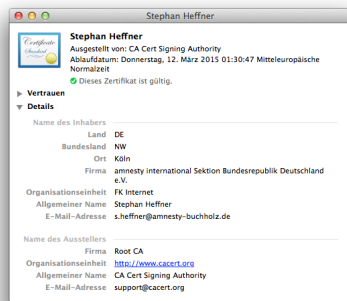 Stephan Heffner
Certificate
Standard
Stephan Heffner
Ausgestellt von: CA Cert Signing Authority
Ablaufdatum: Donnerstag, 12. März 2015 01:30:47 Mitteleuropäische
Normalzeit
Dieses Zertifikat ist gültig.
Vertrauen
Details
Name des Inhabers
Land DE
Bundesland NW
Ort Köln
Firma amnesty international Sektion Bundesrepublik Deutschland
e.V.
Organisationseinheit FK Internet
Allgemeiner Name Stephan Heffner
E-Mail-Adresse s.heffner@amnesty-buchholz.de
Name des Ausstellers
Firma Root CA
Organisationseinheit http://www.cacert.org
Allgemeiner Name CA Cert Signing Authority
E-Mail-Adresse support@cacert.org